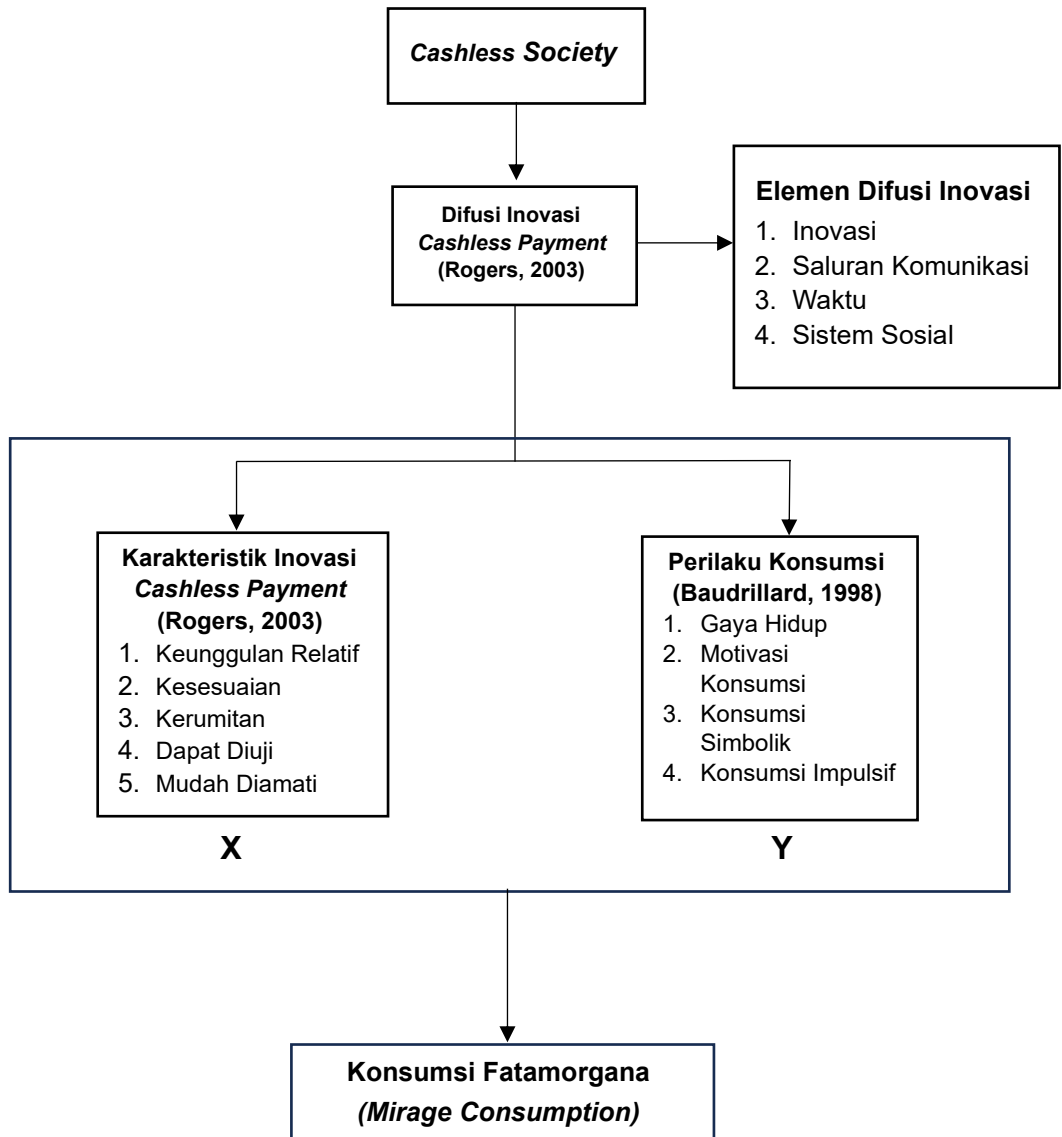 Cashless Society
Difusi Inovasi
Cashless Payment
(Rogers, 2003)
Elemen Difusi Inovasi
1. Inovasi
2. Saluran Komunikasi
3. Waktu
4. Sistem Sosial
Karakteristik Inovasi
Cashless Payment
(Rogers, 2003)
1. Keunggulan Relatif
2. Kesesuaian
3. Kerumitan
4. Dapat Diuji
5. Mudah Diamati
X
Perilaku Konsumsi
(Baudrillard, 1998)
1. Gaya Hidup
2. Motivasi
Konsumsi
3. Konsumsi
Simbolik
4. Konsumsi Impulsif
Y
Konsumsi Fatamorgana
(Mirage Consumption)